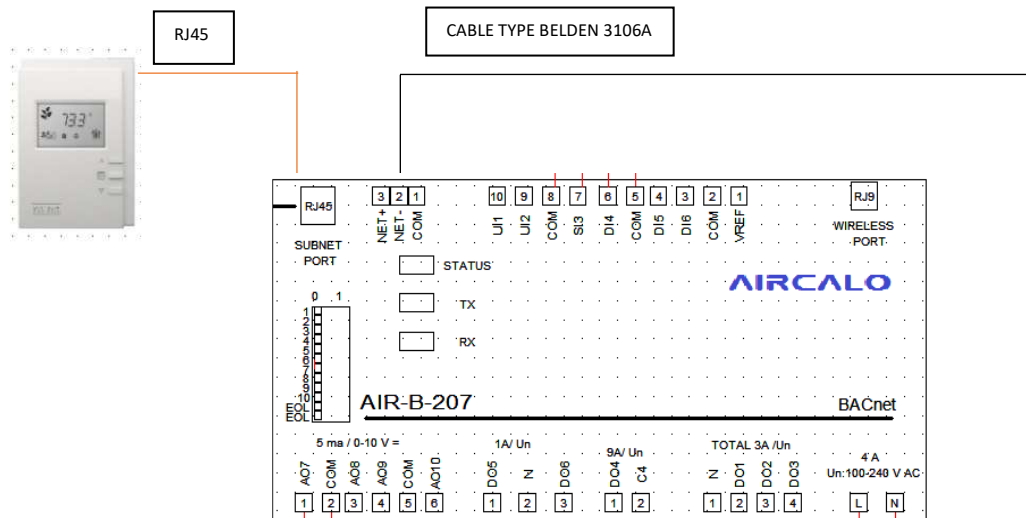 RJ45
CABLE TYPE BELDEN 3106A
733
RJ45
3 2 1
NET+
NET-
COM
10 9 8 7 6 5 4 3 2 1
UI1
UI2
COM
SI3
DI4
COM
DI5
DI6
COM
VREF
RJ9
WIRELESS
PORT
SUBNET
PORT
STATUS
TX
RX
AIRCALO
0 1
1
2
3
4
5
6
7
8
9
10
EOL
EOL
AIR-B-207
BACnet
5 ma / 0-10 V =
1A/ Un
9A/ Un
TOTAL 3A /Un
4 A
Un:100-240 V AC
AO7
COM
AO8
AO9
COM
AO10
DO5
N
DO6
DO4
C4
N
DO1
DO2
DO3
1 2 3 4 5 6
1 2 3
1 2
1 2 3 4
L N